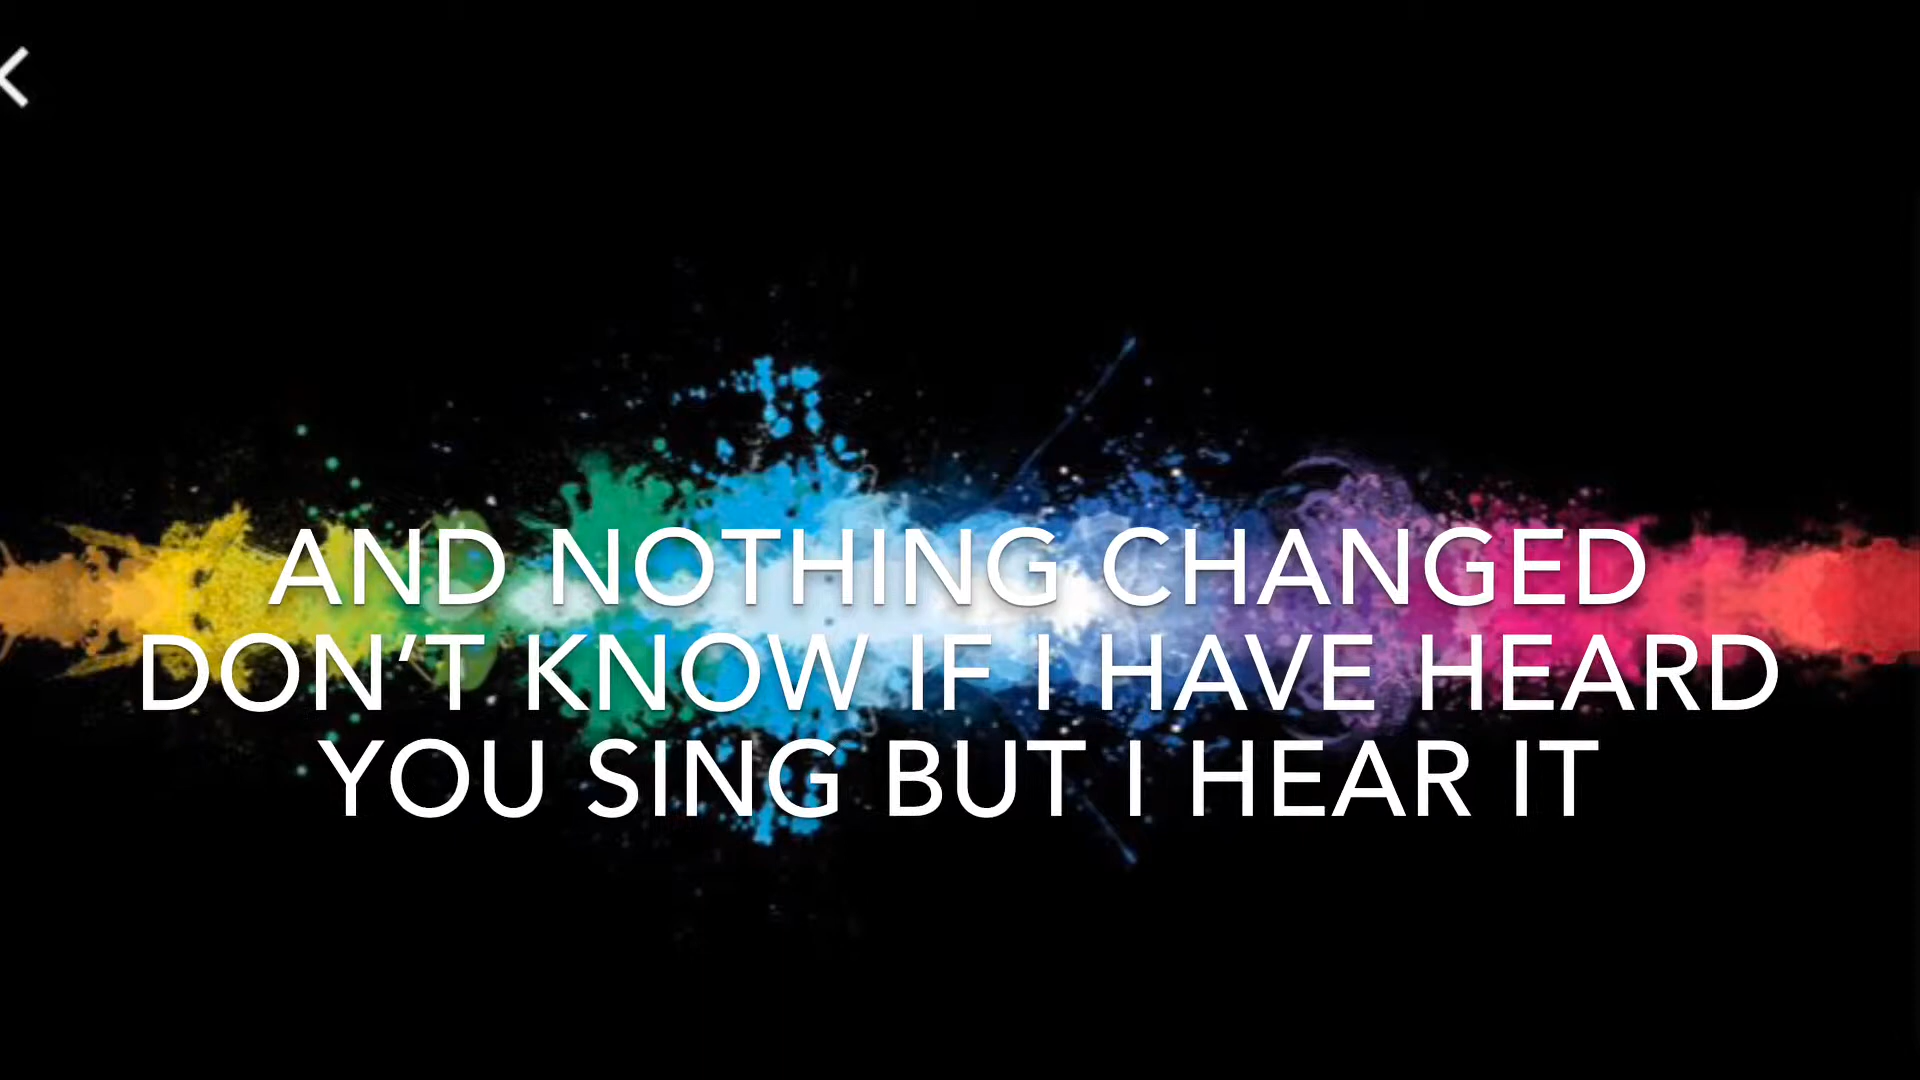 AND NOTHING CHANGED
DON’T KNOW IF I HAVE HEARD
YOU SING BUT I HEAR IT